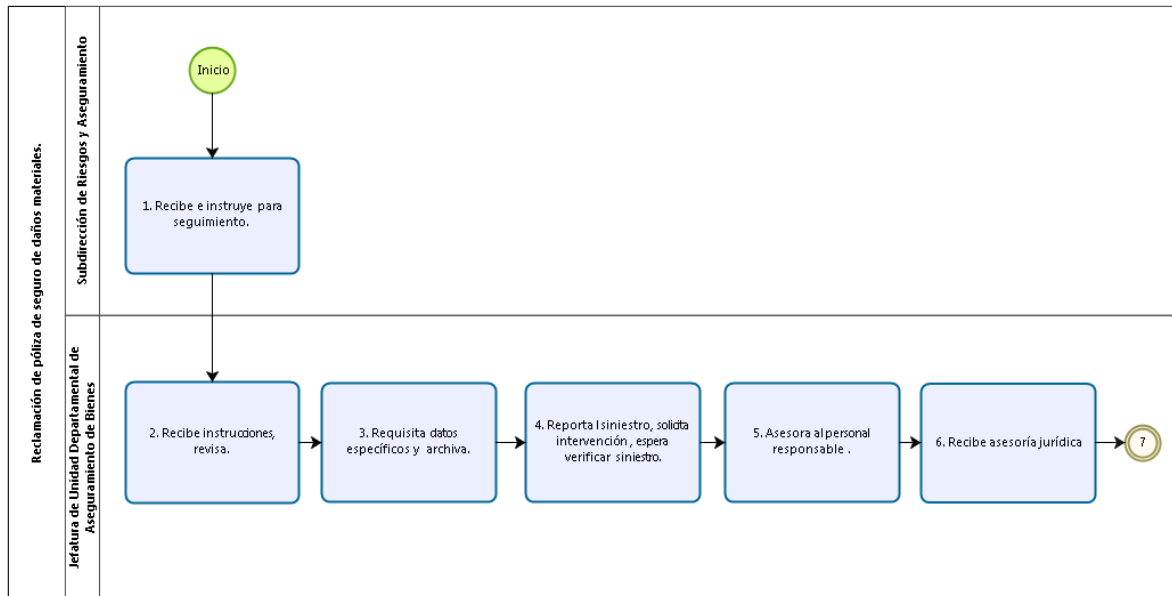 Reclamación de póliza de seguro de daños materiales.
Subdirección de Riesgos y Aseguramiento
Inicio
1. Recibe e instruye para
seguimiento.
Jefatura de Unidad Departamental de
Aseguramiento de Bienes
2. Recibe instrucciones,
revisa.
3. Requisita datos
específicos y archiva.
4. Reporta l siniestro, solicita
intervención , espera
verificar siniestro.
5. Asesora al personal
responsable .
6. Recibe asesoría jurídica
7